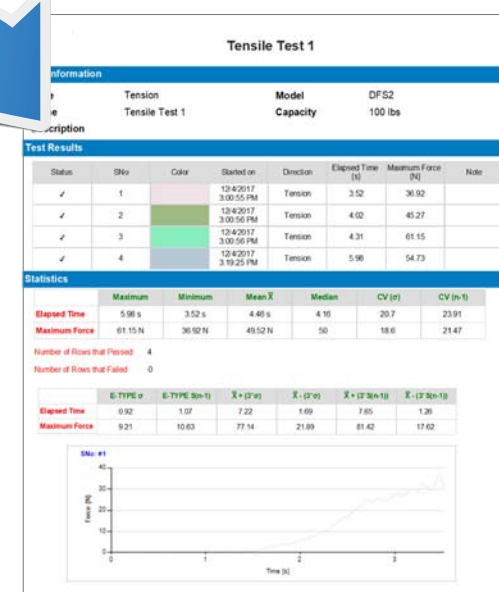 Tensile Test 1
nformation
Tension Model DFS2
Tensile Test 1 Capacity 100 lbs
cription
Test Results
Status SNo Color Started on Direction Elapsed Time [s] Maximum Force [N] Note
✓ 1 12/4/2017 3:00:55 PM Tension 3.52 36.92
✓ 2 12/4/2017 3:00:56 PM Tension 4.02 45.27
✓ 3 12/4/2017 3:00:56 PM Tension 4.31 61.15
✓ 4 12/4/2017 3:19:25 PM Tension 5.98 54.73
Statistics
Maximum Minimum Mean X̄ Median CV (σ) CV (n-1)
Elapsed Time 5.98 s 3.52 s 4.46 s 4.16 20.7 23.91
Maximum Force 61.15 N 36.92 N 49.52 N 50 18.6 21.47
Number of Rows that Passed 4
Number of Rows that Failed 0
E-TYPE σ E-TYPE S(n-1) X̄ + (3*σ) X̄ - (3*σ) X̄ + (3* S(n-1)) X̄ - (3* S(n-1))
Elapsed Time 0.92 1.07 7.22 1.69 7.65 1.26
Maximum Force 9.21 10.63 77.14 21.89 81.42 17.62
SNo: #1
Force [N]
40
30
20
10
0
0 1 2 3
Time [s]